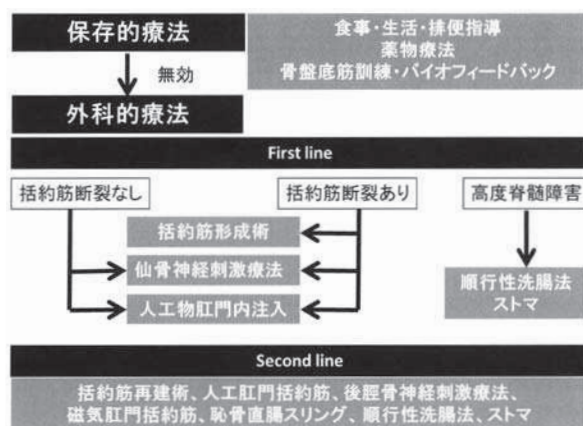 保存的療法
食事・生活・排便指導
薬物療法
骨盤底筋訓練・バイオフィードバック
無効
外科的療法
First line
括約筋断裂なし
括約筋断裂あり
高度脊髄障害
括約筋形成術
仙骨神経刺激療法
人工物肛門内注入
順行性洗腸法
ストマ
Second line
括約筋再建術、人工肛門括約筋、後脛骨神経刺激療法、
磁気肛門括約筋、恥骨直腸スリング、順行性洗腸法、ストマ